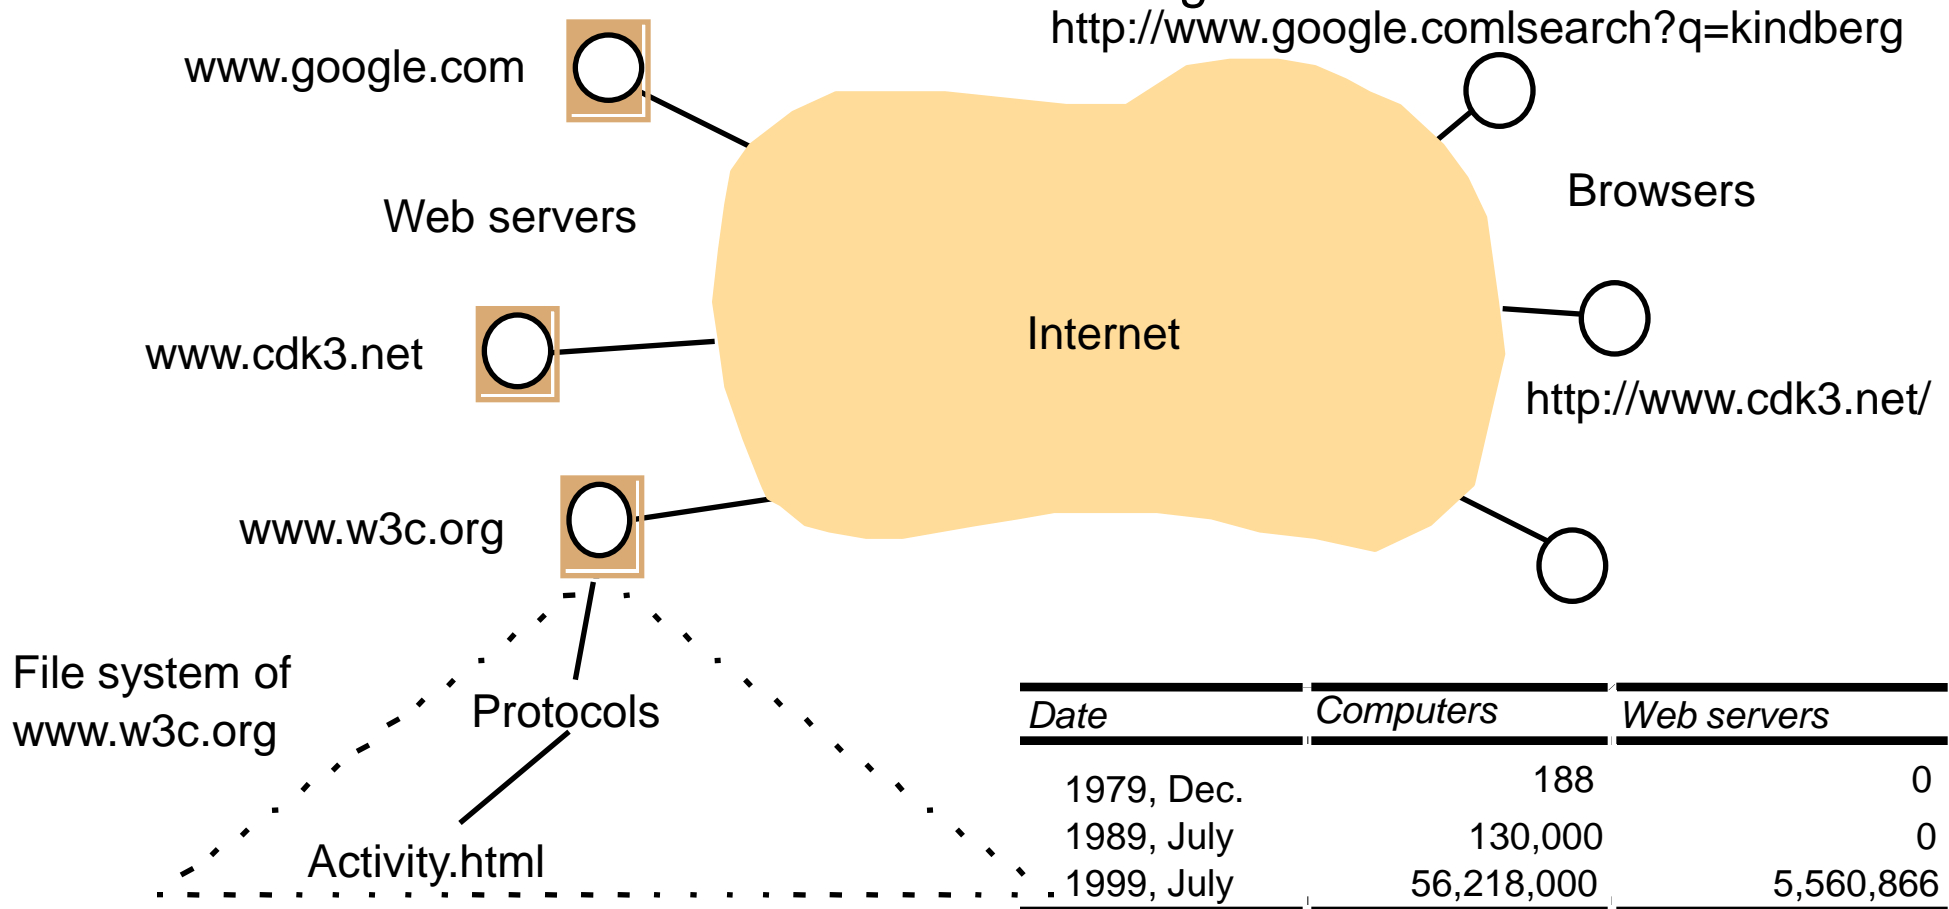 http://www.google.comlsearch?q=kindberg
www.google.com
Browsers
Web servers
Internet
www.cdk3.net
http://www.cdk3.net/
www.w3c.org
File system of
www.w3c.org
Protocols
Activity.html
Date Computers Web servers
1979, Dec. 188 0
1989, July 130,000 0
1999, July 56,218,000 5,560,866